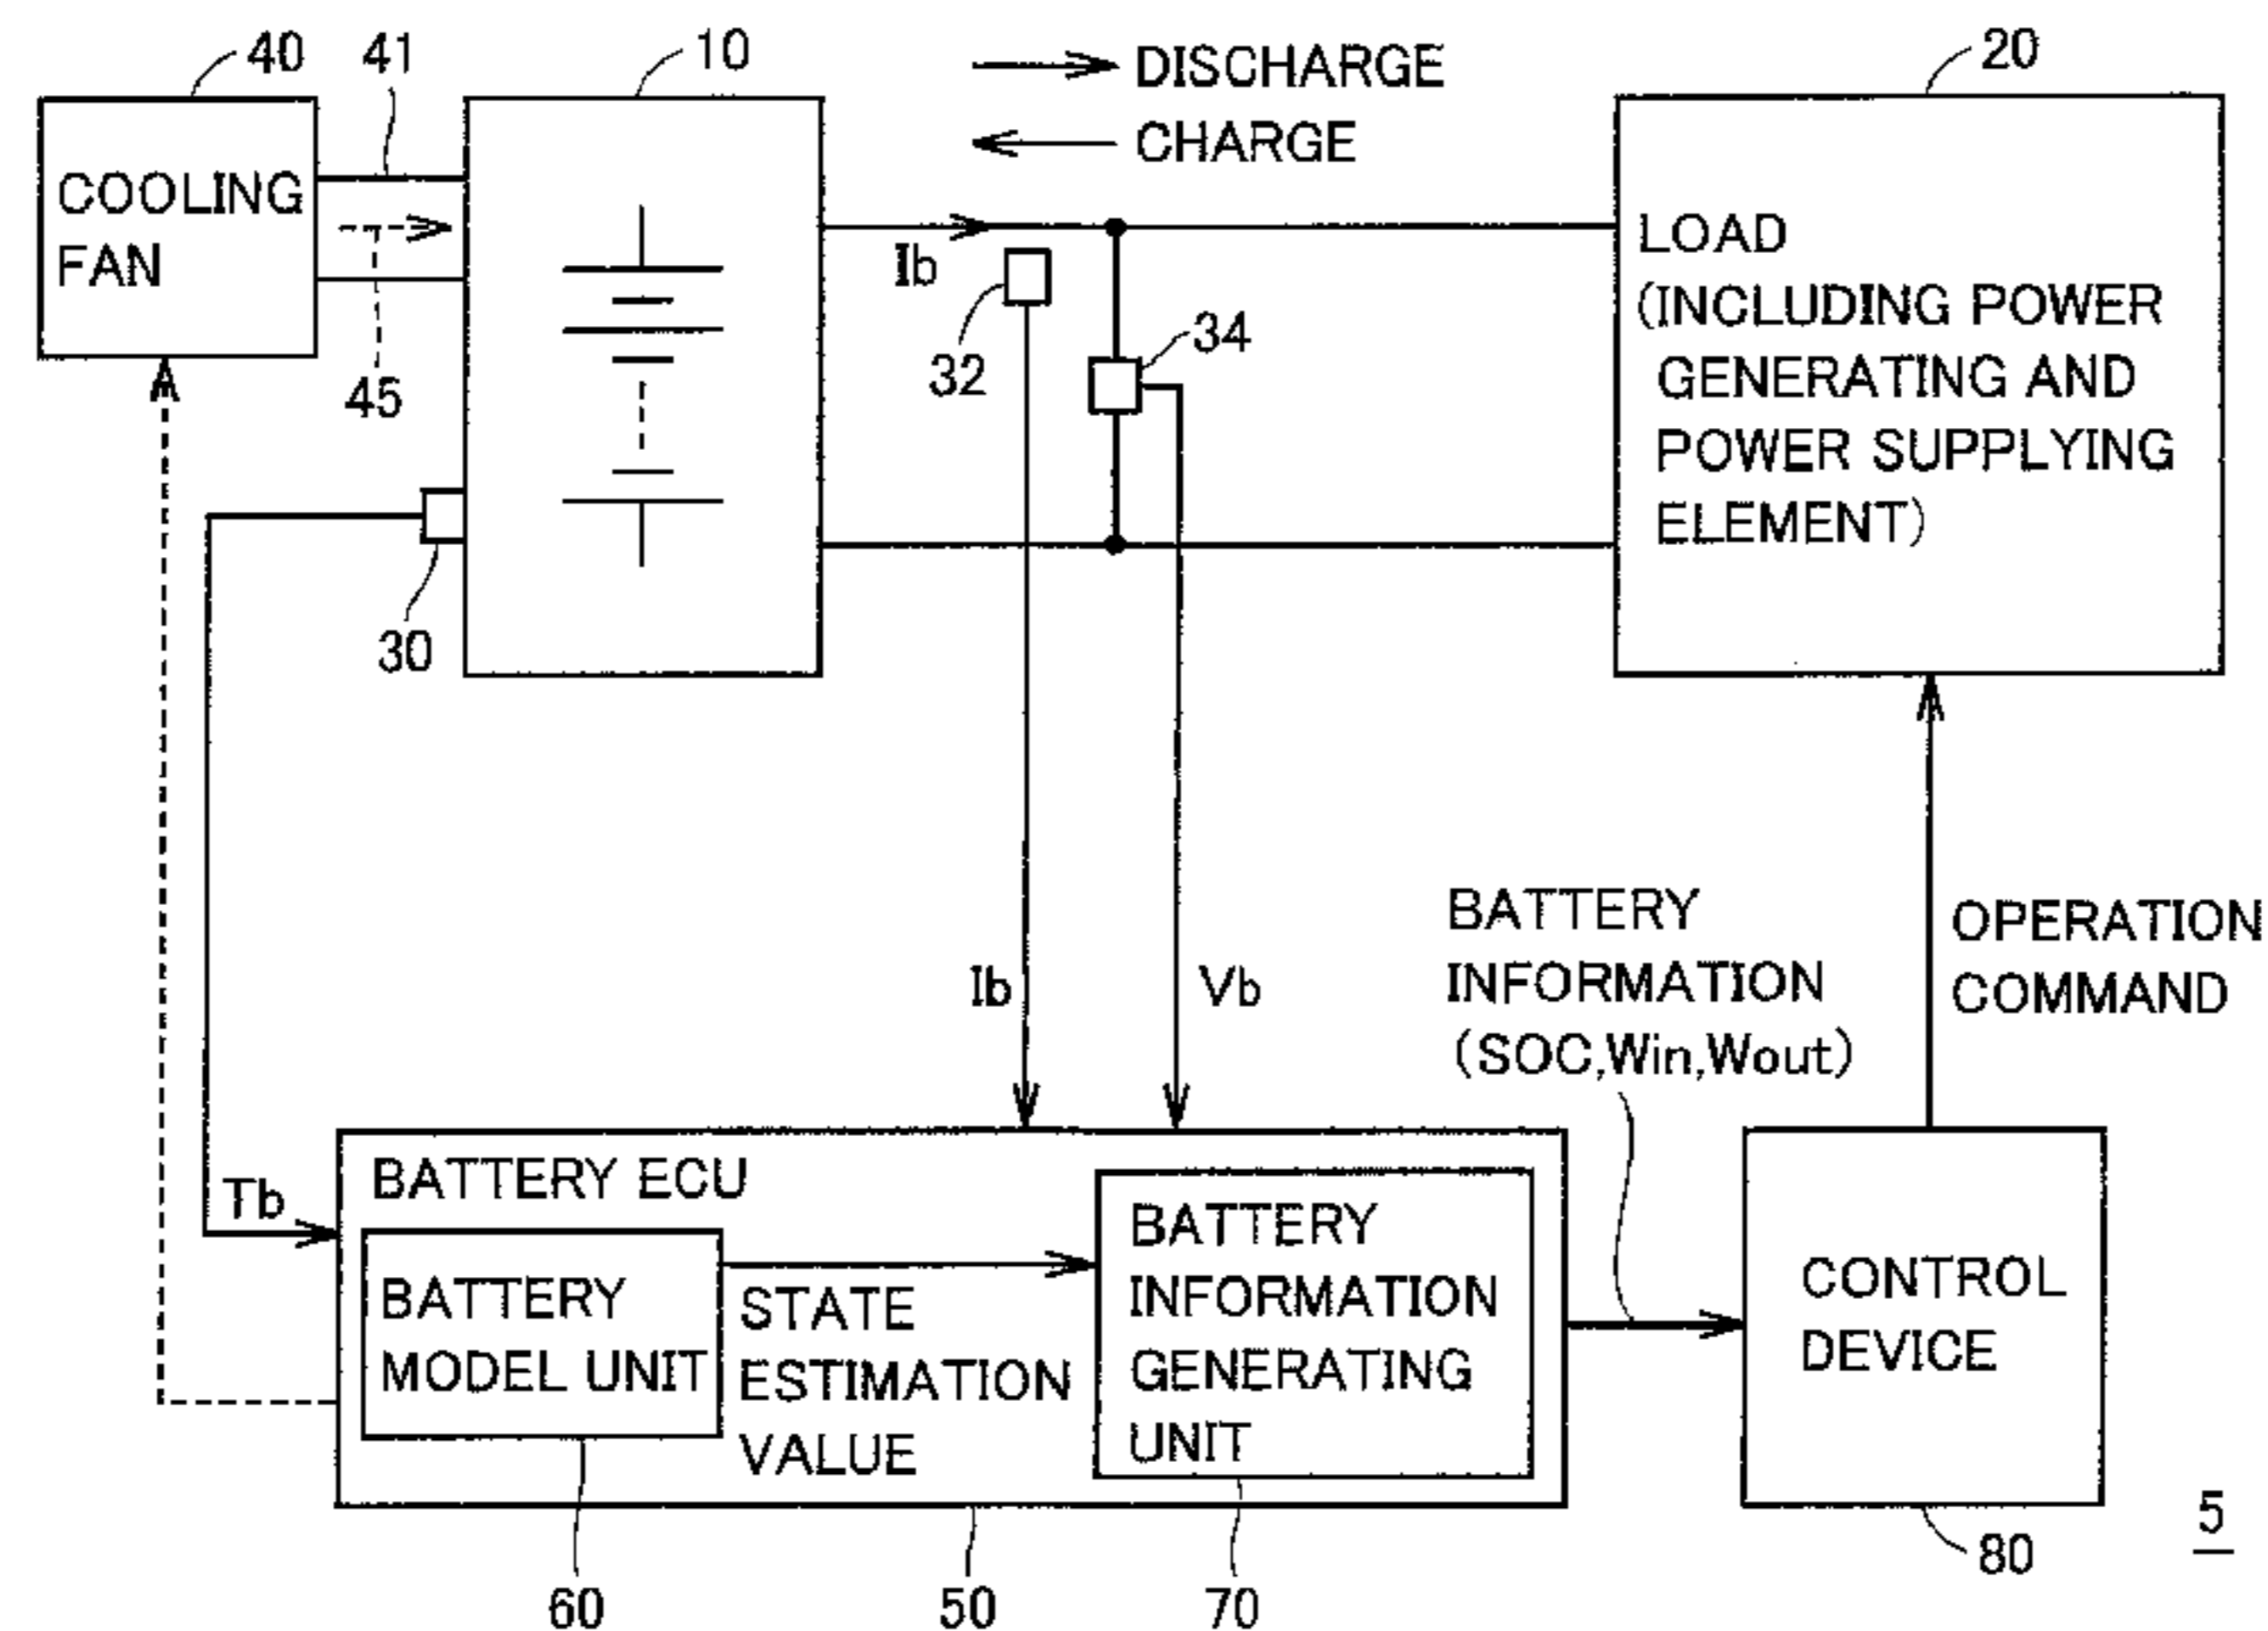 40
41
10
DISCHARGE
CHARGE
20
COOLING
FAN
45
30
Ib
32
34
LOAD
(INCLUDING POWER
GENERATING AND
POWER SUPPLYING
ELEMENT)
Ib
Vb
Tb
BATTERY
INFORMATION
(SOC,Win,Wout)
OPERATION
COMMAND
BATTERY ECU
BATTERY
MODEL UNIT
STATE
ESTIMATION
VALUE
BATTERY
INFORMATION
GENERATING
UNIT
CONTROL
DEVICE
60
50
70
80
5